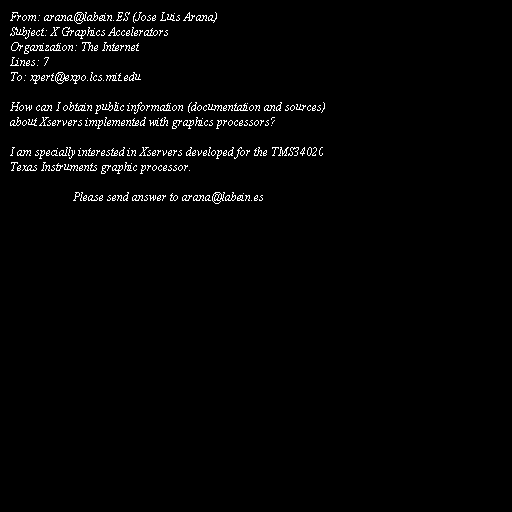 From: arana@labein.ES (Jose Luis Arana)
Subject: X Graphics Accelerators
Organization: The Internet
Lines: 7
To: xpert@expo.lcs.mit.edu
How can I obtain public information (documentation and sources)
about Xservers implemented with graphics processors?
I am specially interested in Xservers developed for the TMS34020
Texas Instruments graphic processor.
Please send answer to arana@labein.es